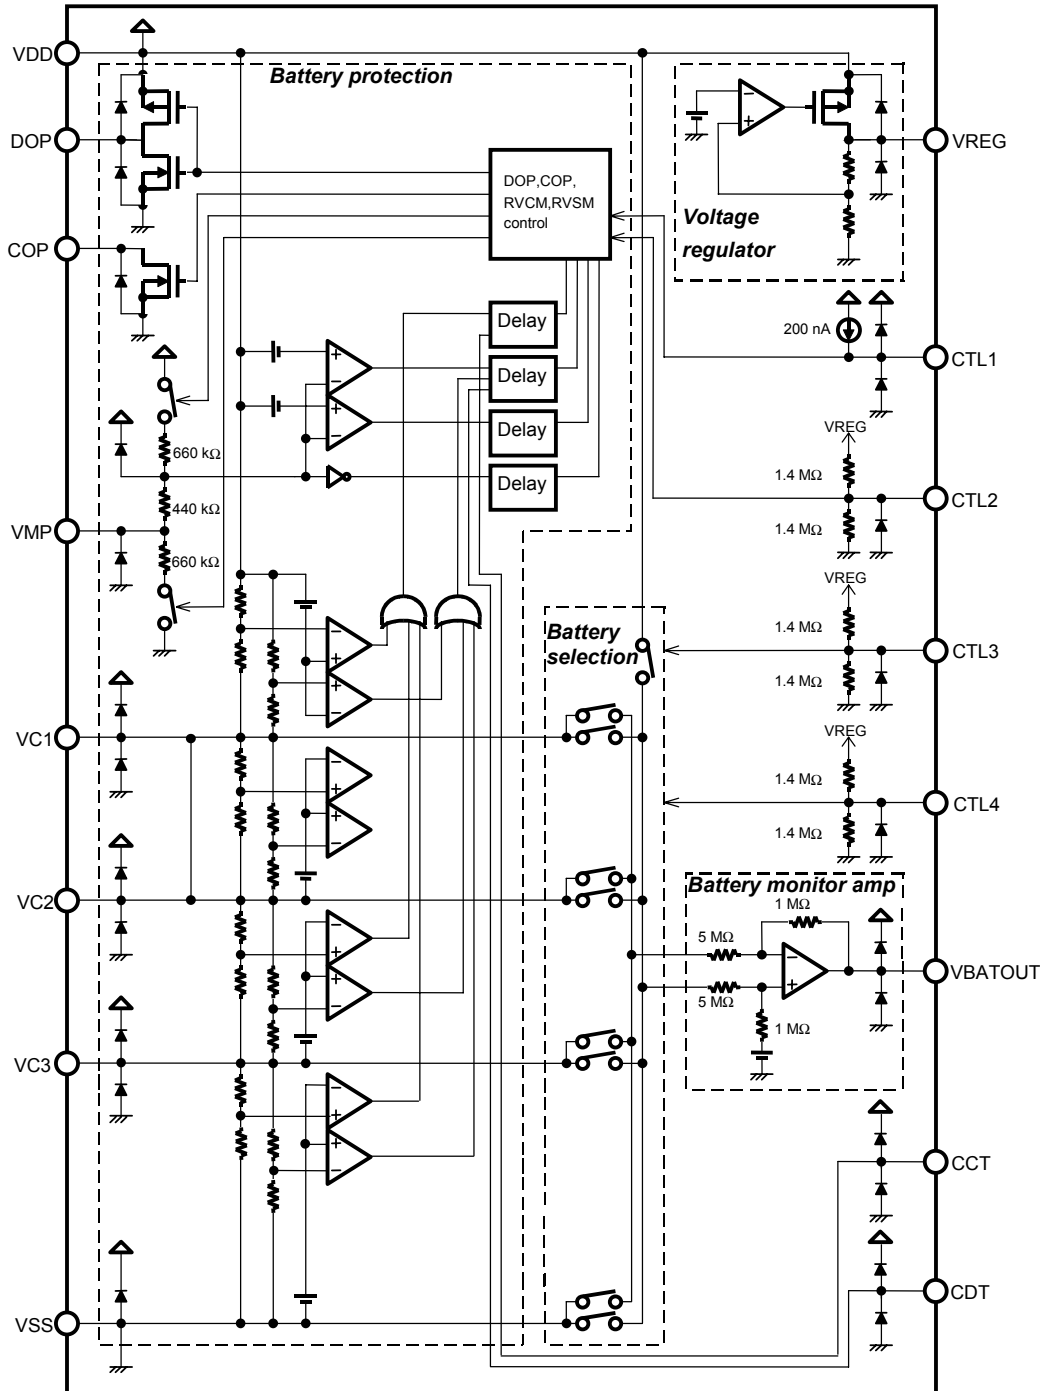 VDD
Battery protection
DOP
DOP,COP,
RVCM,RVSM
control
VREG
Voltage
regulator
COP
Delay
200 nA
CTL1
Delay
Delay
VREG
660 kΩ
1.4 MΩ
Delay
CTL2
440 kΩ
VMP
1.4 MΩ
660 kΩ
VREG
Battery
selection
1.4 MΩ
CTL3
1.4 MΩ
VC1
VREG
1.4 MΩ
CTL4
1.4 MΩ
Battery monitor amp
VC2
1 MΩ
5 MΩ
VBATOUT
5 MΩ
1 MΩ
VC3
CCT
CDT
VSS